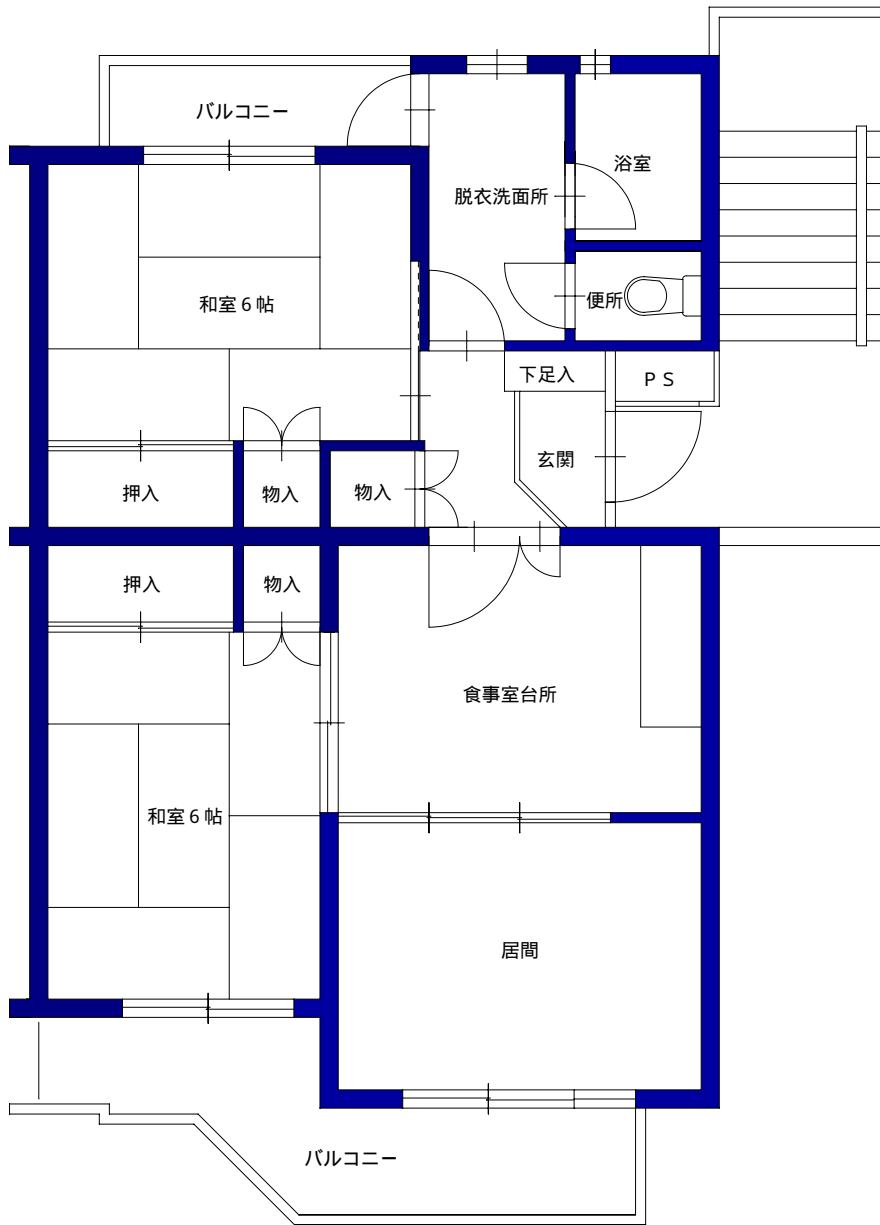 バルコニー
浴室
脱衣洗面所
和室６帖
便所
下足入
ＰＳ
玄関
押入
物入
物入
押入
物入
食事室台所
和室６帖
居間
バルコニー